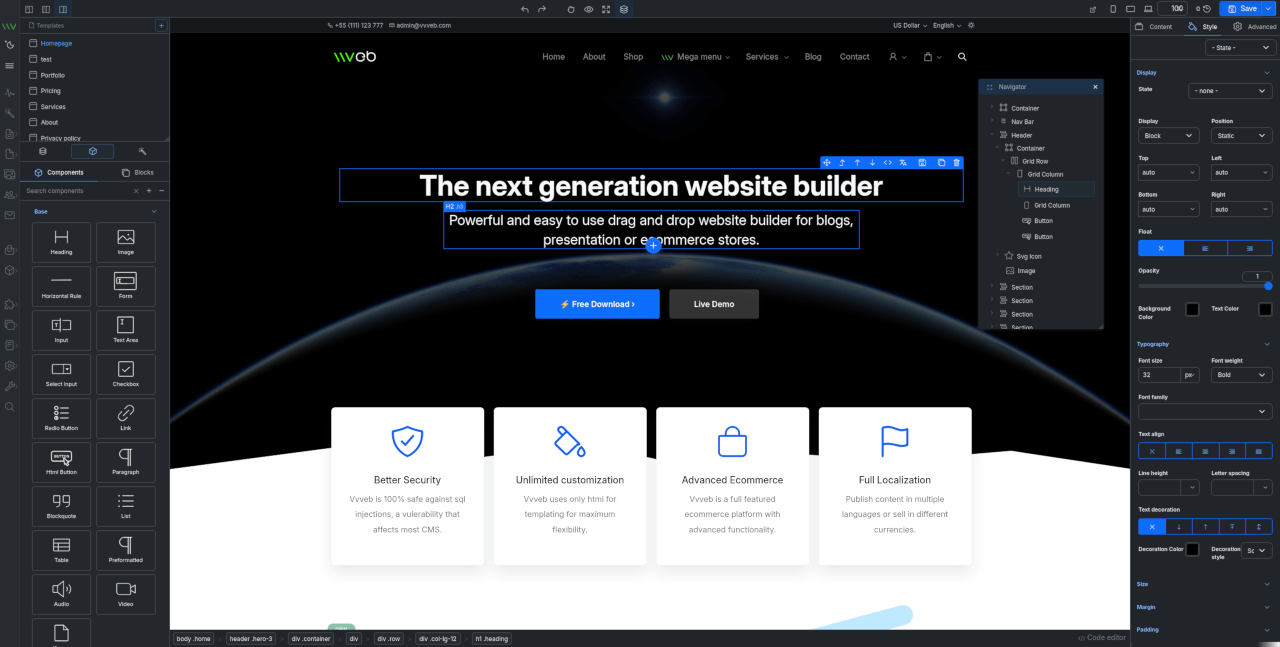 100
0
Save
Templates
+
Homepage
test
Portfolio
Pricing
Services
About
Privacy policy
Components
Blocks
Search components
Base
Heading
Image
Horizontal Rule
Form
Input
Text Area
Select Input
Checkbox
Radio Button
Link
BUTTON
Html Button
Paragraph
Blockquote
List
Table
Preformatted
Audio
Video
+55 (111) 123 777
admin@vvveb.com
US Dollar
English
Home
About
Shop
Mega menu
Services
Blog
Contact
The next generation website builder
H2
Powerful and easy to use drag and drop website builder for blogs,
presentation or ecommerce stores.
⚡ Free Download ›
Live Demo
Better Security
Vvveb is 100% safe against sql
injections, a vulerability that
affects most CMS.
Unlimited customization
Vvveb uses only html for
templating for maximum
flexibility.
Advanced Ecommerce
Vvveb is a full featured
ecommerce platform with
advanced functionality.
Full Localization
Publish content in multiple
languages or sell in different
currencies.
body .home
header .hero-3
div .container
div
div .row
div .col-lg-12
h1 .heading
</> Code editor
Navigator
Container
Nav Bar
Header
Container
Grid Row
Grid Column
Heading
Grid Column
Button
Button
Svg Icon
Image
Section
Section
Section
Section
Content
Style
Advanced
- State -
Display
State
- none -
Display
Position
Block
Static
Top
Left
auto
auto
Bottom
Right
auto
auto
Float
Opacity
1
Background
Color
Text Color
Typography
Font size
Font weight
32
px
Bold
Font family
Text align
Line height
Letter spacing
Text decoration
Decoration Color
Decoration
style
Sc
Size
Margin
Padding